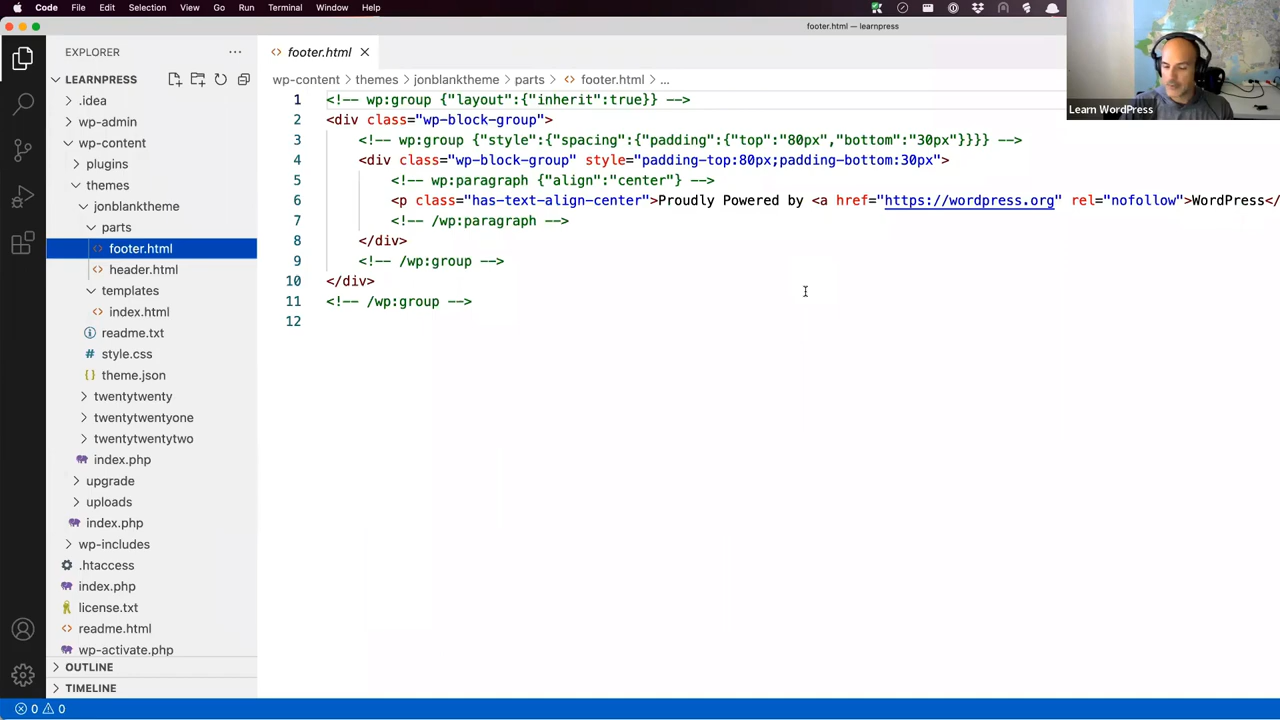 Code File Edit Selection View Go Run Terminal Window Help
footer.html — learnpress
EXPLORER
LEARNPRESS
.idea
wp-admin
wp-content
plugins
themes
jonblanktheme
parts
footer.html
header.html
templates
index.html
readme.txt
style.css
theme.json
twentytwenty
twentytwentyone
twentytwentytwo
index.php
upgrade
uploads
index.php
wp-includes
.htaccess
index.php
license.txt
readme.html
wp-activate.php
OUTLINE
TIMELINE
0 0
footer.html
wp-content > themes > jonblanktheme > parts > footer.html > ...
1 <!-- wp:group {"layout":{"inherit":true}} -->
2 <div class="wp-block-group">
3 <!-- wp:group {"style":{"spacing":{"padding":{"top":"80px","bottom":"30px"}}}} -->
4 <div class="wp-block-group" style="padding-top:80px;padding-bottom:30px">
5 <!-- wp:paragraph {"align":"center"} -->
6 <p class="has-text-align-center">Proudly Powered by <a href="https://wordpress.org" rel="nofollow">WordPress</
7 <!-- /wp:paragraph -->
8 </div>
9 <!-- /wp:group -->
10 </div>
11 <!-- /wp:group -->
12
Learn WordPress